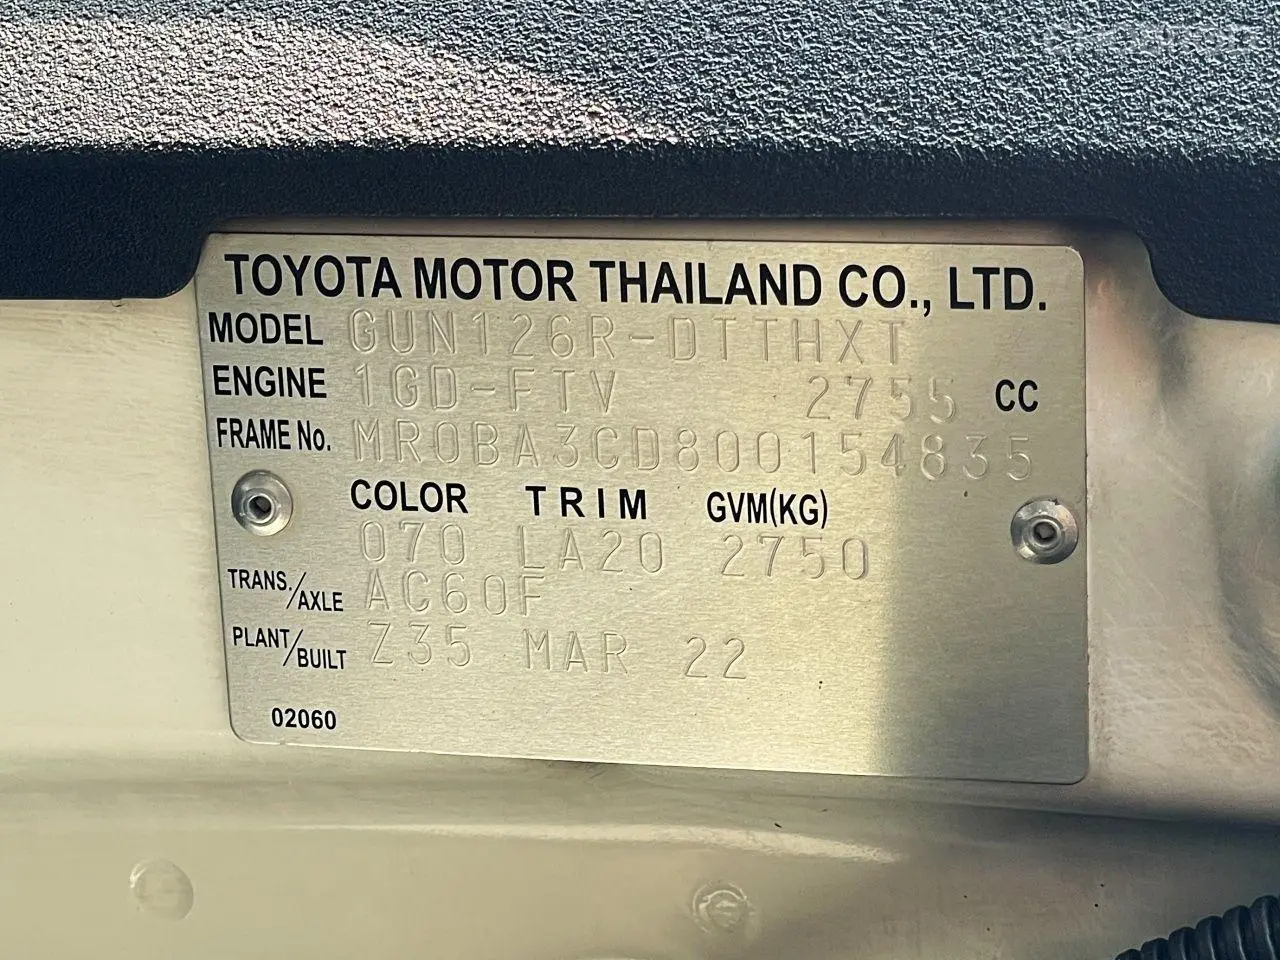 TOYOTA MOTOR THAILAND CO., LTD.
MODEL GUN126R-DTTHXT
ENGINE 1GD-FTV 2755 CC
FRAME No. MR0BA3CD800154835
COLOR TRIM GVM(KG)
070 LA20 2750
TRANS./AXLE AC60F
PLANT/BUILT Z35 MAR 22
02060